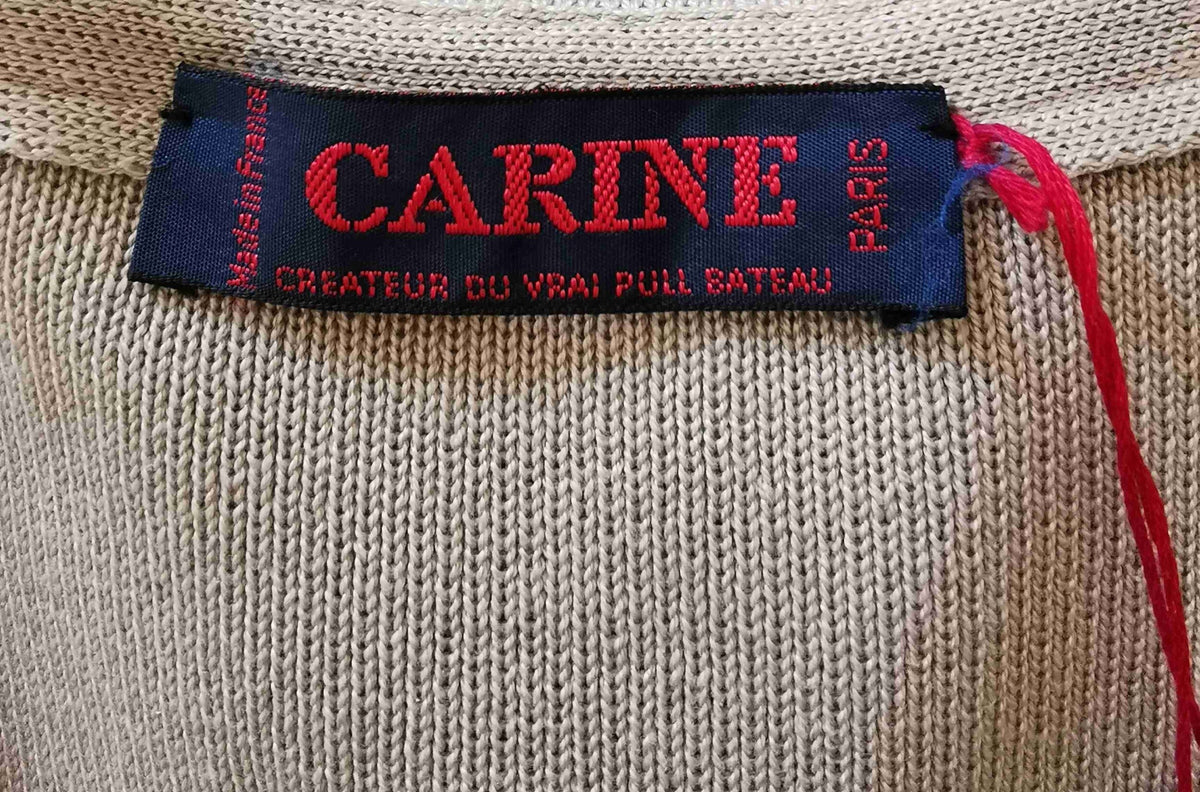 Made in France
CARINE
PARIS
CREATEUR DU VRAI PULL BATEAU